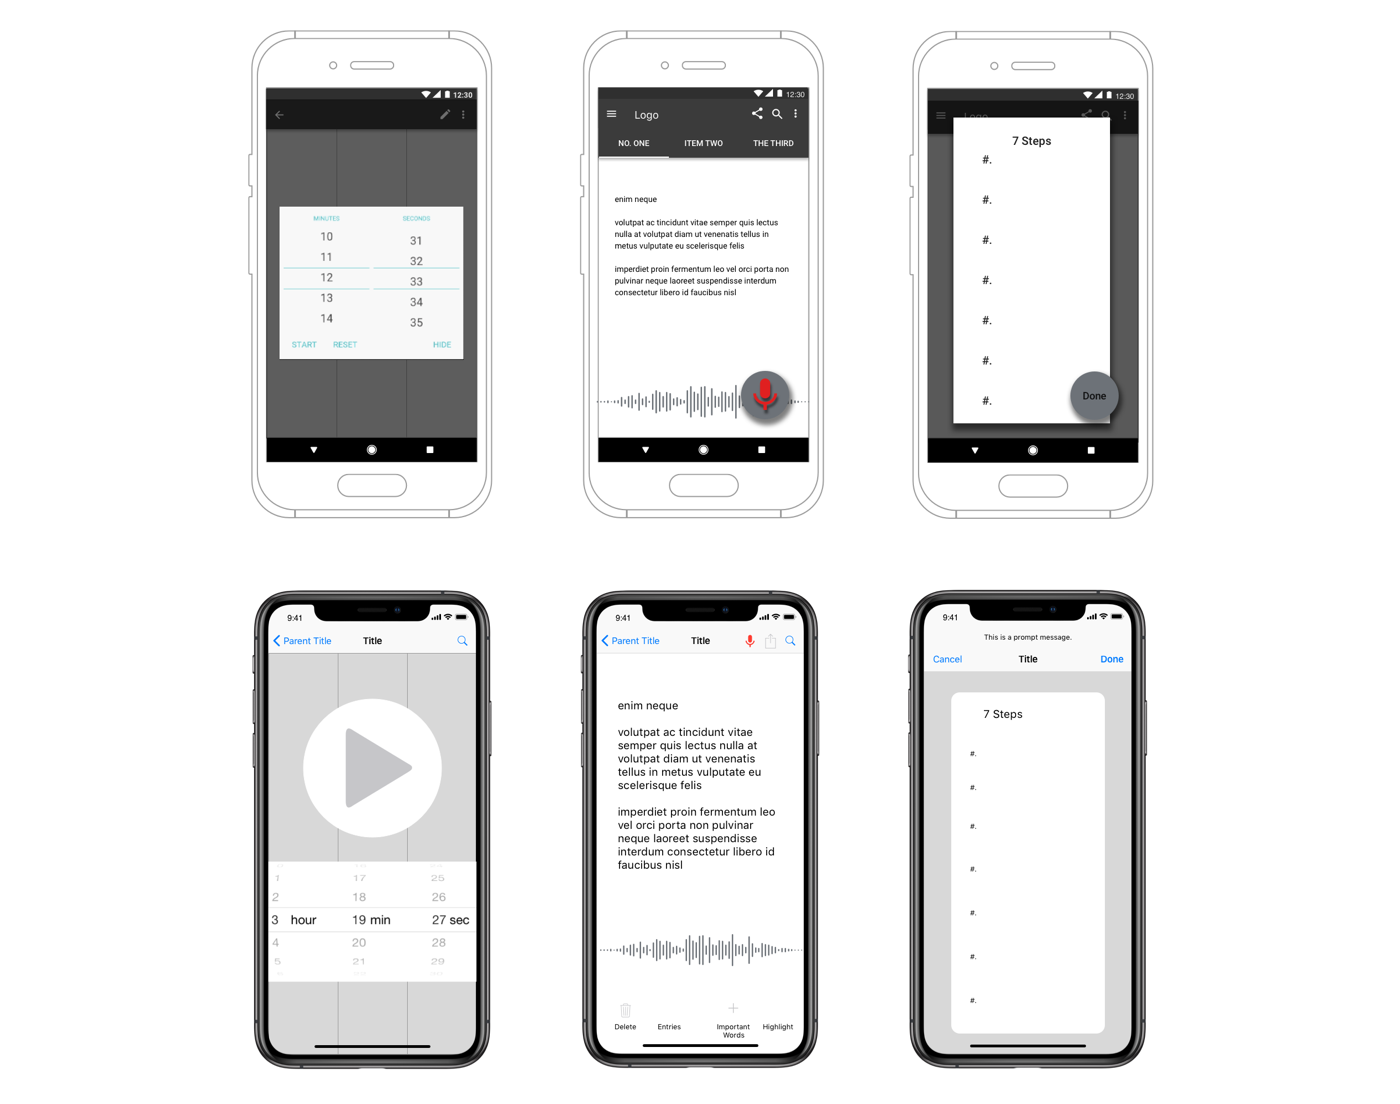 12:30
MINUTES SECONDS
10 31
11 32
12 33
13 34
14 35
START RESET HIDE
12:30
Logo
NO. ONE ITEM TWO THE THIRD
enim neque
volutpat ac tincidunt vitae semper quis lectus
nulla at volutpat diam ut venenatis tellus in
metus vulputate eu scelerisque felis
imperdiet proin fermentum leo vel orci porta non
pulvinar neque laoreet suspendisse interdum
consectetur libero id faucibus nisl
12:30
Logo
7 Steps
#.
#.
#.
#.
#.
#.
#.
Done
9:41
Parent Title Title
1 17 25
2 18 26
3 hour 19 min 27 sec
4 20 28
5 21 29
9:41
Parent Title Title
enim neque
volutpat ac tincidunt vitae
semper quis lectus nulla at
volutpat diam ut venenatis
tellus in metus vulputate eu
scelerisque felis
imperdiet proin fermentum leo
vel orci porta non pulvinar
neque laoreet suspendisse
interdum consectetur libero id
faucibus nisl
Delete Entries Important Highlight
Words
9:41
This is a prompt message.
Cancel Title Done
7 Steps
#.
#.
#.
#.
#.
#.
#.